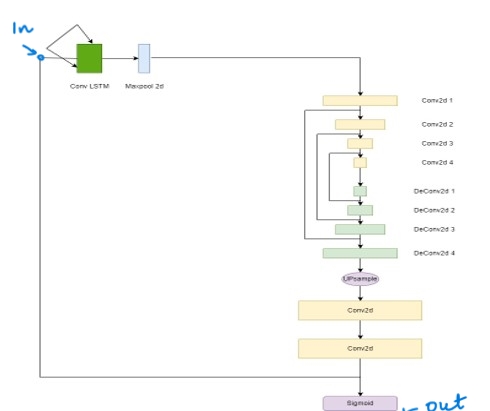 In
Conv LSTM
Maxpool 2d
Conv2d 1
Conv2d 2
Conv2d 3
Conv2d 4
DeConv2d 1
DeConv2d 2
DeConv2d 3
DeConv2d 4
UPsample
Conv2d
Conv2d
Sigmoid
out